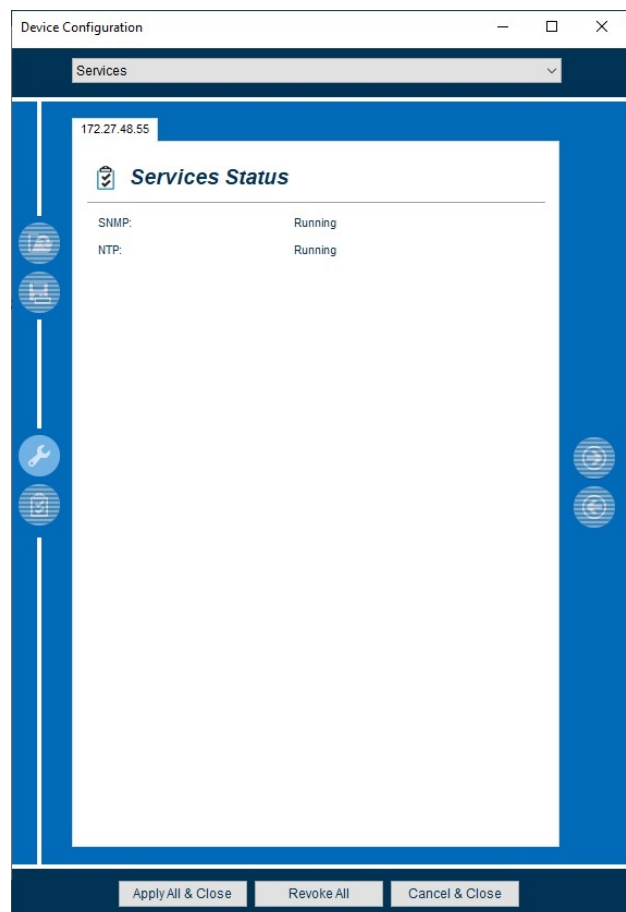 Device Configuration
Services
172.27.48.55
Services Status
SNMP: Running
NTP: Running
Apply All & Close Revoke All Cancel & Close